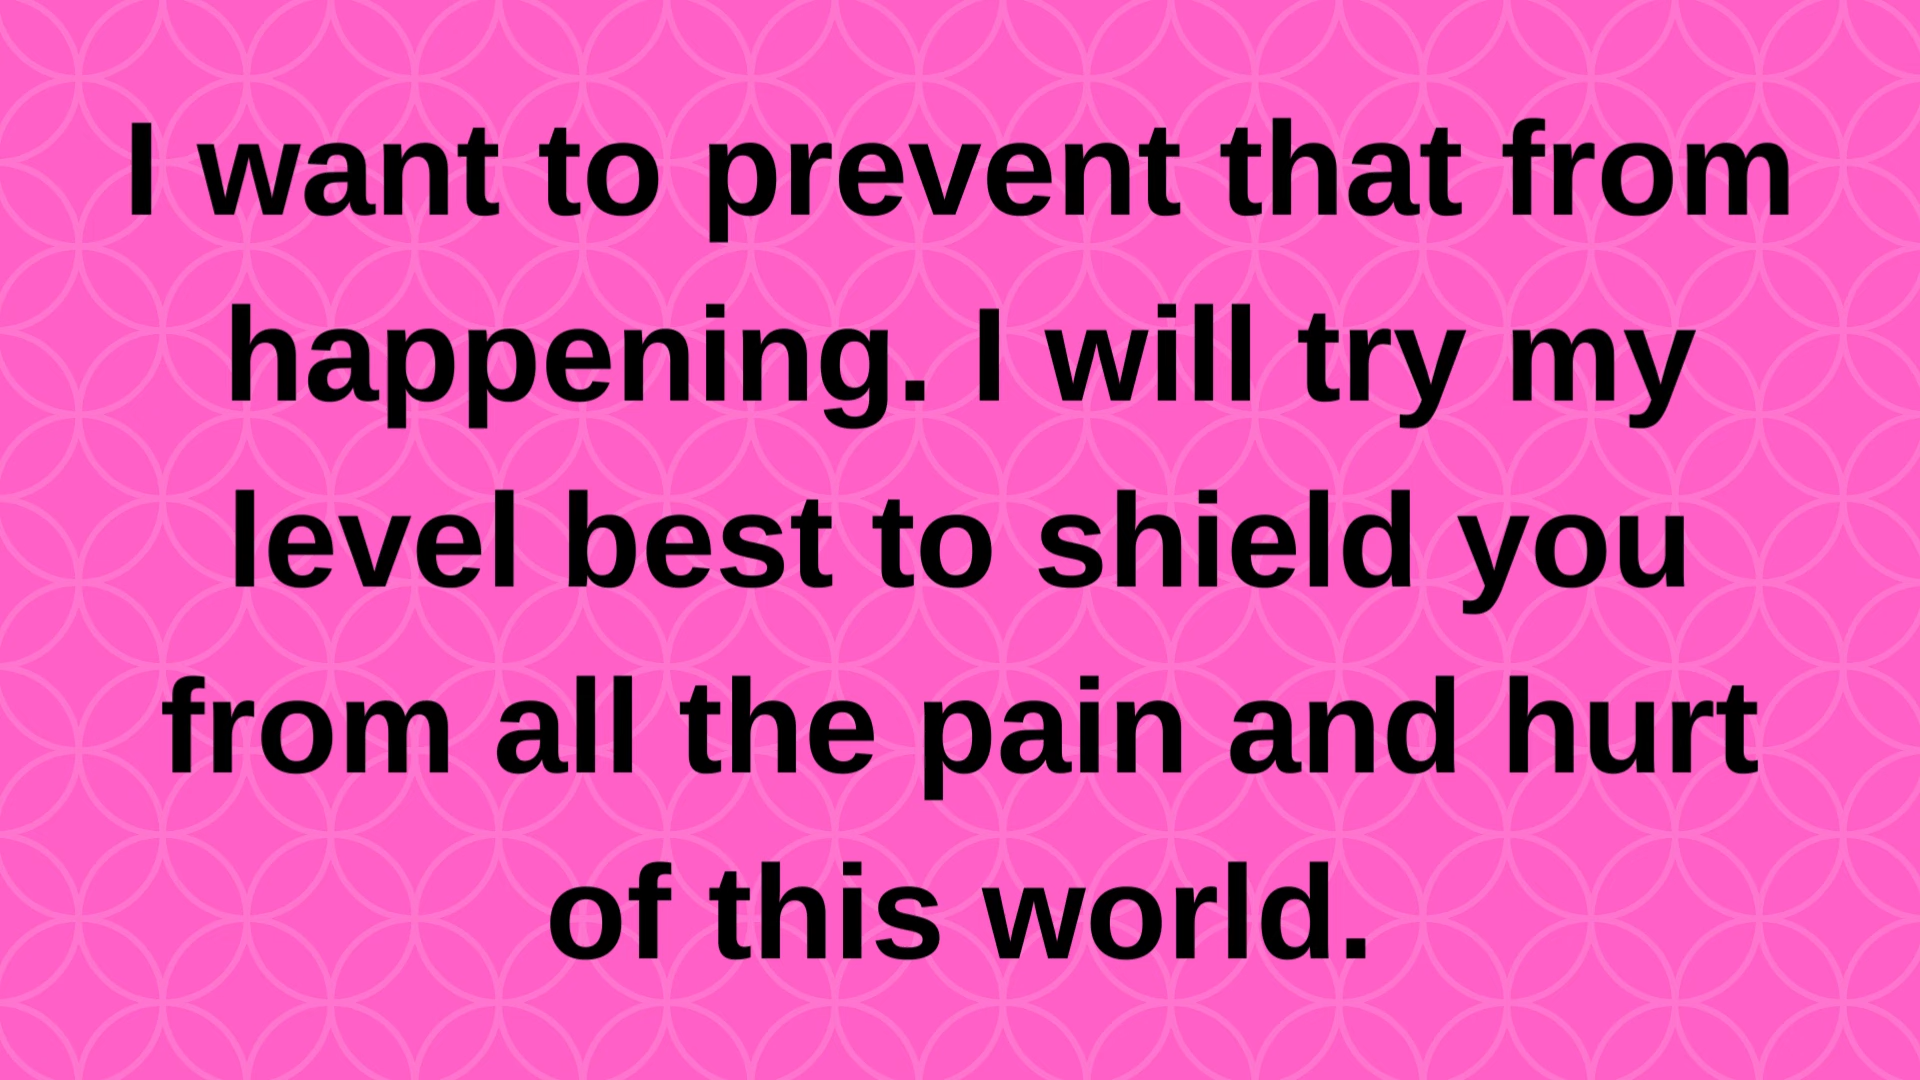 I want to prevent that from
happening. I will try my
level best to shield you
from all the pain and hurt
of this world.